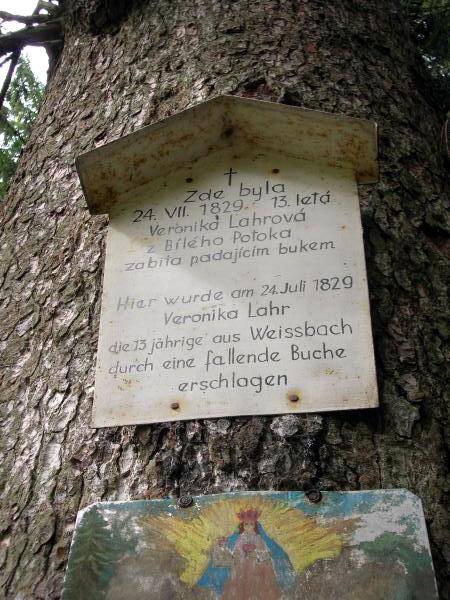 Zde byla
24. VII. 1829 - 13. letá
Veronika Lahrová
z Bílého Potoka
zabita padajícím bukem
Hier wurde am 24. Juli 1829
Veronika Lahr
die 13 jährige aus Weissbach
durch eine fallende Buche
erschlagen